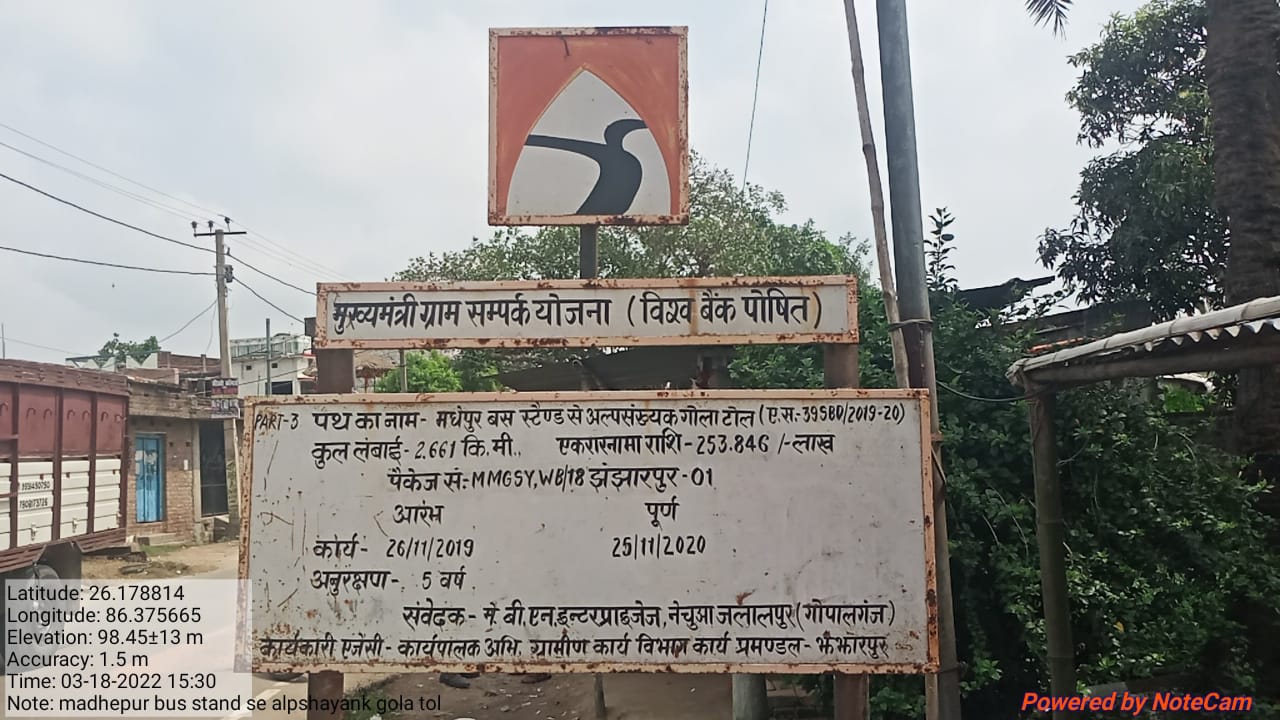 मुख्यमंत्री ग्राम सम्पर्क योजना (विश्व बैंक पोषित)
PART-3 पथ का नाम- मधेपुर बस स्टैण्ड से अल्पसंख्यक गोला टोल (ए.स:-39SBD/2019-20)
कुल लंबाई- 2.661 कि.मी., एकरारनामा राशि - 253.846 /-लाख
पैकेज सं:- MMGSY,WB/18 झंझारपुर-01
आरंभ पूर्ण
कार्य- 26/11/2019 25/11/2020
अनुरक्षण- 5 वर्ष
संवेदक- मे. बी.एन.इन्टरप्राइजेज, नेचुआ जलालपुर (गोपालगंज)
कार्यकारी एजेंसी- कार्यपालक अभि. ग्रामीण कार्य विभाग कार्य प्रमण्डल- झंझारपुर
Latitude: 26.178814
Longitude: 86.375665
Elevation: 98.45±13 m
Accuracy: 1.5 m
Time: 03-18-2022 15:30
Note: madhepur bus stand se alpshayank gola tol
Powered by NoteCam